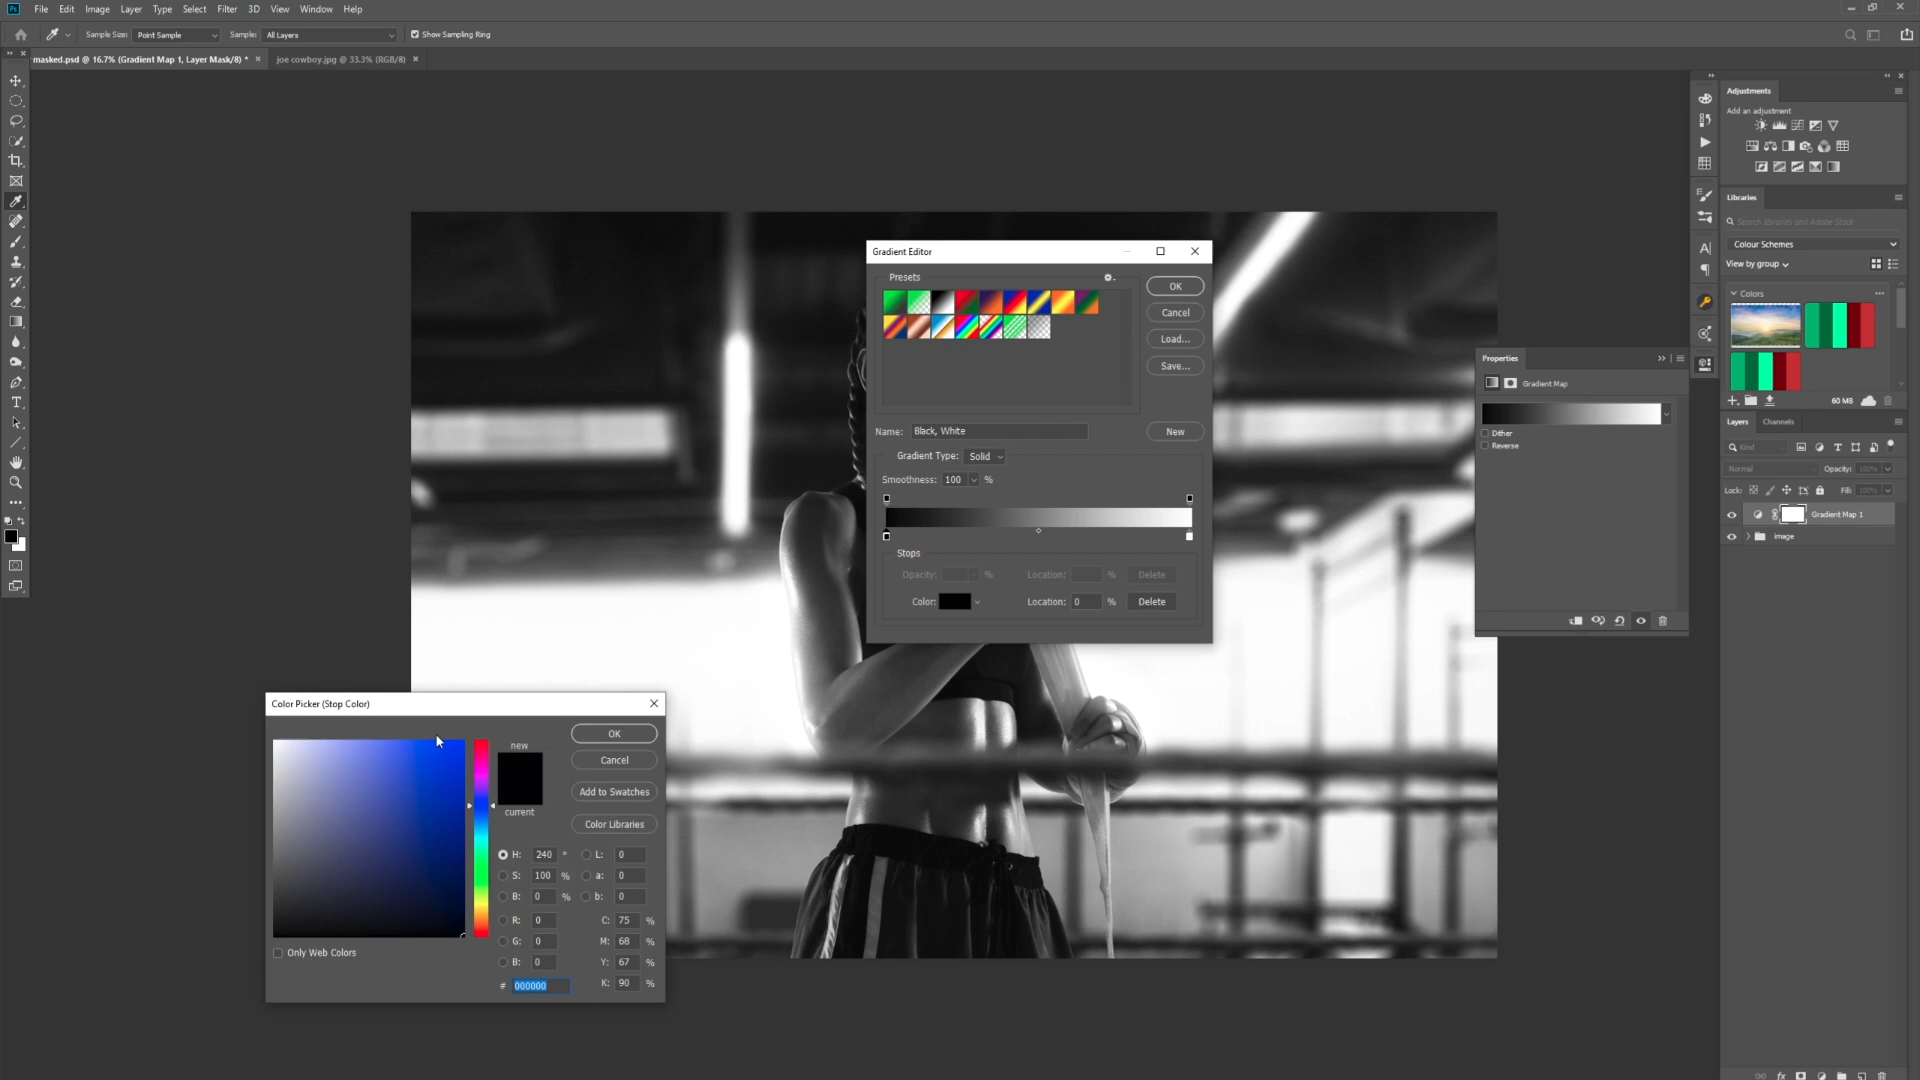 Ps File Edit Image Layer Type Select Filter 3D View Window Help
Sample Size: Point Sample Sample: All Layers Show Sampling Ring
masked.psd @ 16.7% (Gradient Map 1, Layer Mask/8) * joe cowboy.jpg @ 33.3% (RGB/8)
Adjustments
Add an adjustment
Libraries
Search libraries and Adobe Stock
Colour Schemes
View by group
Colors
60 MB
Layers Channels
Kind
Normal Opacity: 100%
Lock: Fill: 100%
Gradient Map 1
image
Properties
Gradient Map
Dither
Reverse
Gradient Editor
Presets
OK
Cancel
Load...
Save...
Name: Black, White New
Gradient Type: Solid
Smoothness: 100 %
Stops
Opacity: % Location: % Delete
Color: Location: 0 % Delete
Color Picker (Stop Color)
new
current
OK
Cancel
Add to Swatches
Color Libraries
H: 240 ° L: 0
S: 100 % a: 0
B: 0 % b: 0
R: 0 C: 75 %
G: 0 M: 68 %
B: 0 Y: 67 %
# 000000 K: 90 %
Only Web Colors